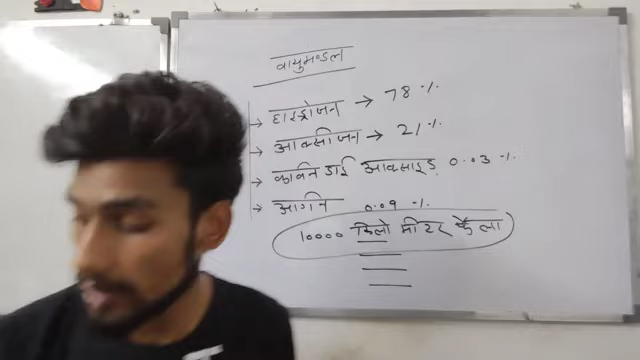 वायुमण्डल
→ हाइड्रोजन → 78 %
→ आक्सीजन → 21 %
→ कार्बन डाई आक्साइड 0.03 %
→ आर्गन 0.09 %
10000 किलो मीटर फैला